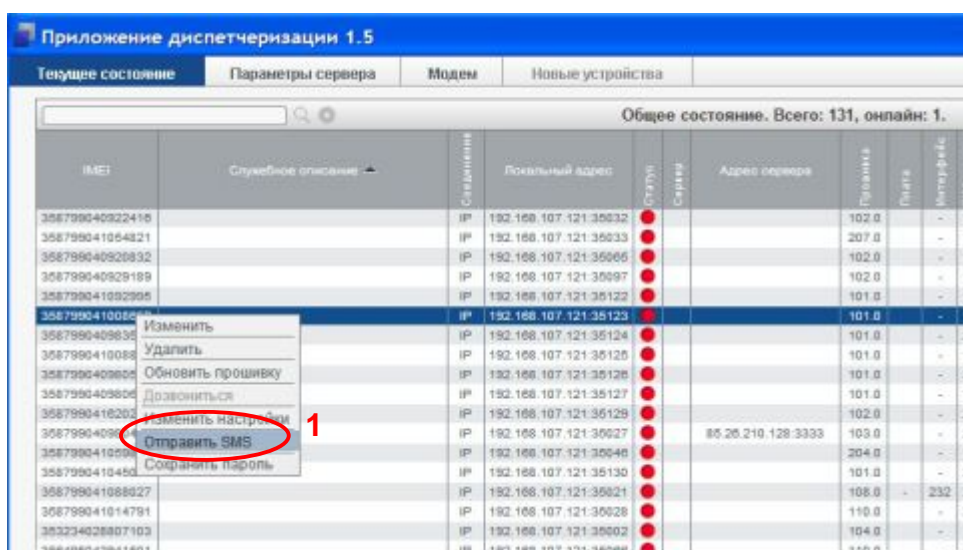 Приложение диспетчеризации 1.5
Текущее состояние Параметры сервера Модем Новые устройства
Общее состояние. Всего: 131, онлайн: 1.
IMEI Служебное описание Соединение Локальный адрес Статус Сервер Адрес сервера Прошивка Плата Интерфейс
358799040922416 IP 192.168.107.121:35032 102.0 -
358799041054821 IP 192.168.107.121:35033 207.0 -
358799040920832 IP 192.168.107.121:35065 102.0 -
358799040929189 IP 192.168.107.121:35097 102.0 -
358799041092995 IP 192.168.107.121:35122 101.0 -
IP 192.168.107.121:35123 101.0 -
Изменить
IP 192.168.107.121:35124 101.0 -
Удалить
IP 192.168.107.121:35125 101.0 -
Обновить прошивку
IP 192.168.107.121:35126 101.0 -
Дозвониться
IP 192.168.107.121:35127 101.0 -
Изменить настройки 1
IP 192.168.107.121:35129 102.0 -
Отправить SMS
IP 192.168.107.121:35027 85.26.210.128:3333 103.0 -
IP 192.168.107.121:35046 204.0 -
Сохранить пароль
IP 192.168.107.121:35130 101.0 -
358799041088027 IP 192.168.107.121:35021 108.0 - 232
358799041014791 IP 192.168.107.121:35028 110.0 -
353234028807103 IP 192.168.107.121:35002 104.0 -